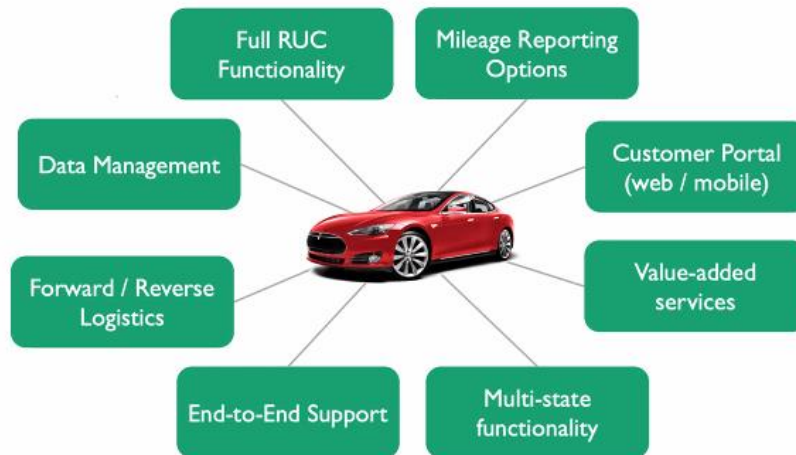 Full RUC
Functionality
Mileage Reporting
Options
Data Management
Customer Portal
(web / mobile)
Forward / Reverse
Logistics
Value-added
services
End-to-End Support
Multi-state
functionality